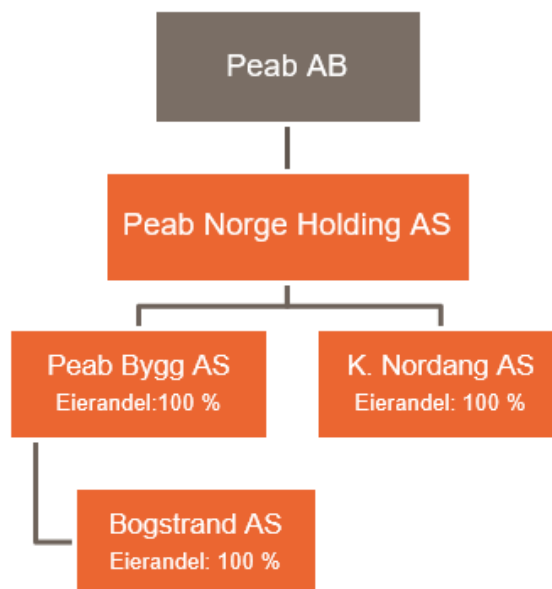 Peab AB
Peab Norge Holding AS
Peab Bygg AS
Eierandel:100 %
K. Nordang AS
Eierandel: 100 %
Bogstrand AS
Eierandel: 100 %